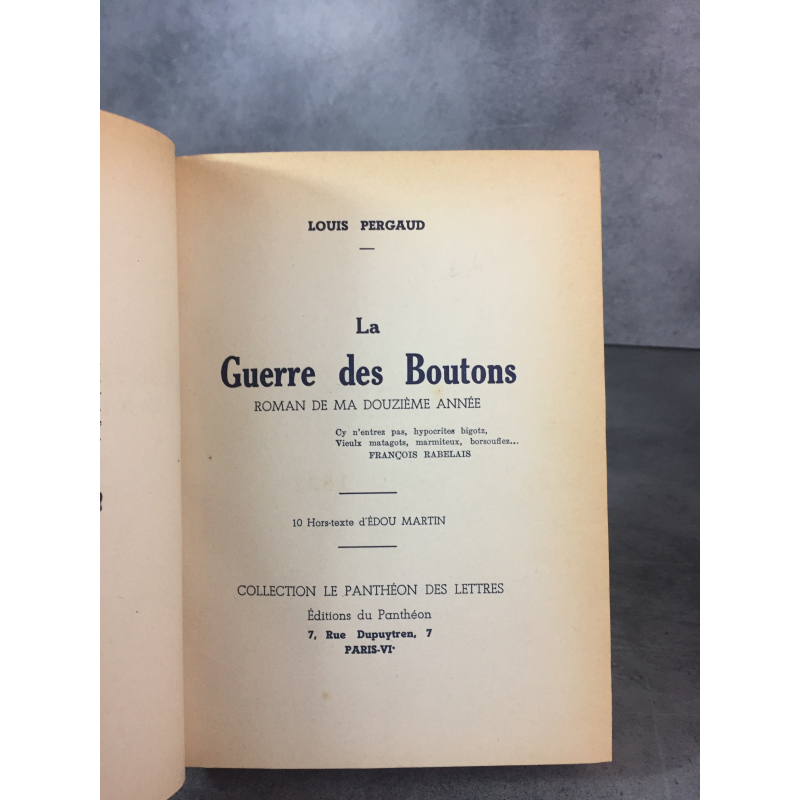 LOUIS PERGAUD
La
Guerre des Boutons
ROMAN DE MA DOUZIÈME ANNÉE
Cy n'entrez pas, hypocrites bigotz,
Vieulx matagots, marmiteux, borsouflez...
FRANÇOIS RABELAIS
10 Hors-texte d'ÉDOU MARTIN
COLLECTION LE PANTHÉON DES LETTRES
Éditions du Panthéon
7, Rue Dupuytren, 7
PARIS-VIᵉ